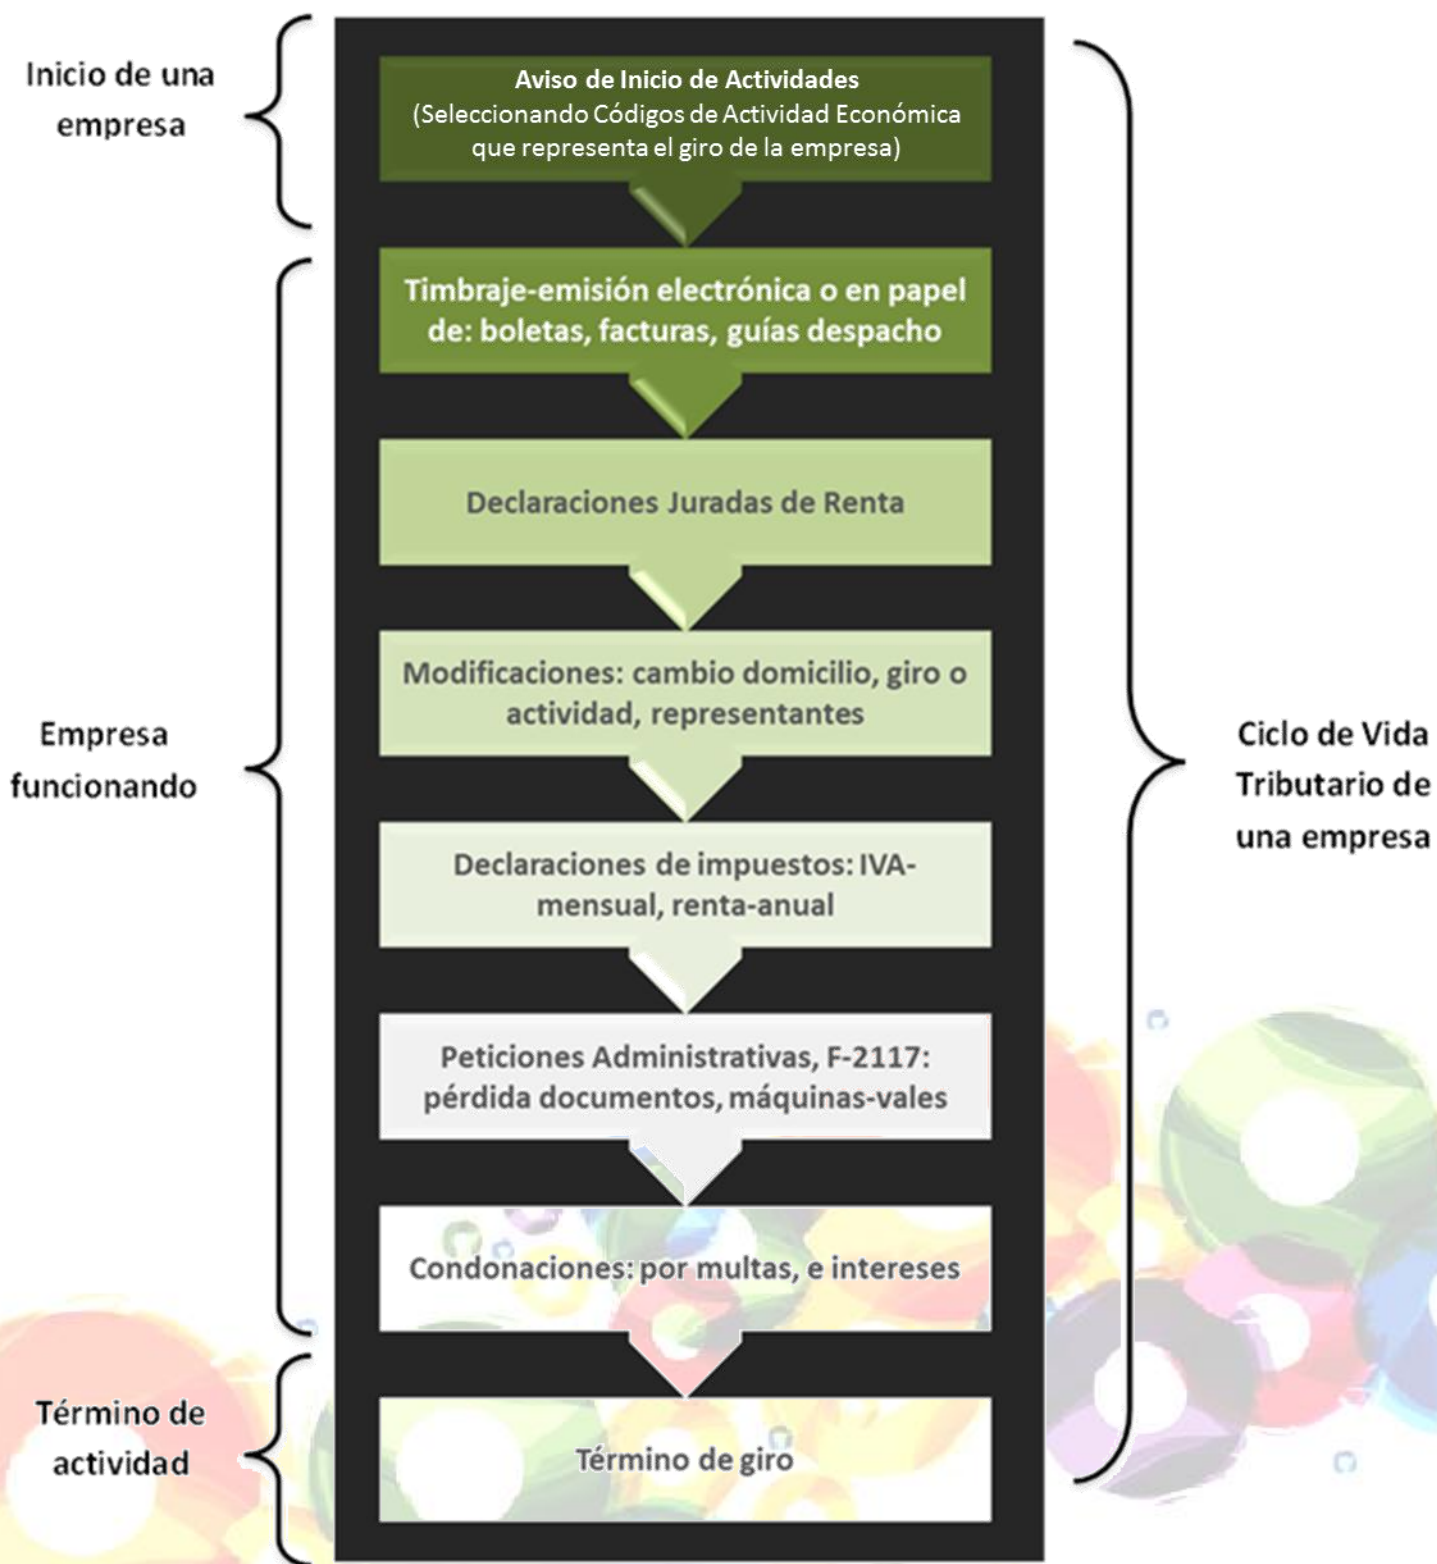 Inicio de una
empresa
Aviso de Inicio de Actividades
(Seleccionando Códigos de Actividad Económica
que representa el giro de la empresa)
Timbraje-emisión electrónica o en papel
de: boletas, facturas, guías despacho
Declaraciones Juradas de Renta
Modificaciones: cambio domicilio, giro o
actividad, representantes
Empresa
funcionando
Declaraciones de impuestos: IVA-
mensual, renta-anual
Peticiones Administrativas, F-2117:
pérdida documentos, máquinas-vales
Condonaciones: por multas, e intereses
Término de
actividad
Término de giro
Ciclo de Vida
Tributario de
una empresa